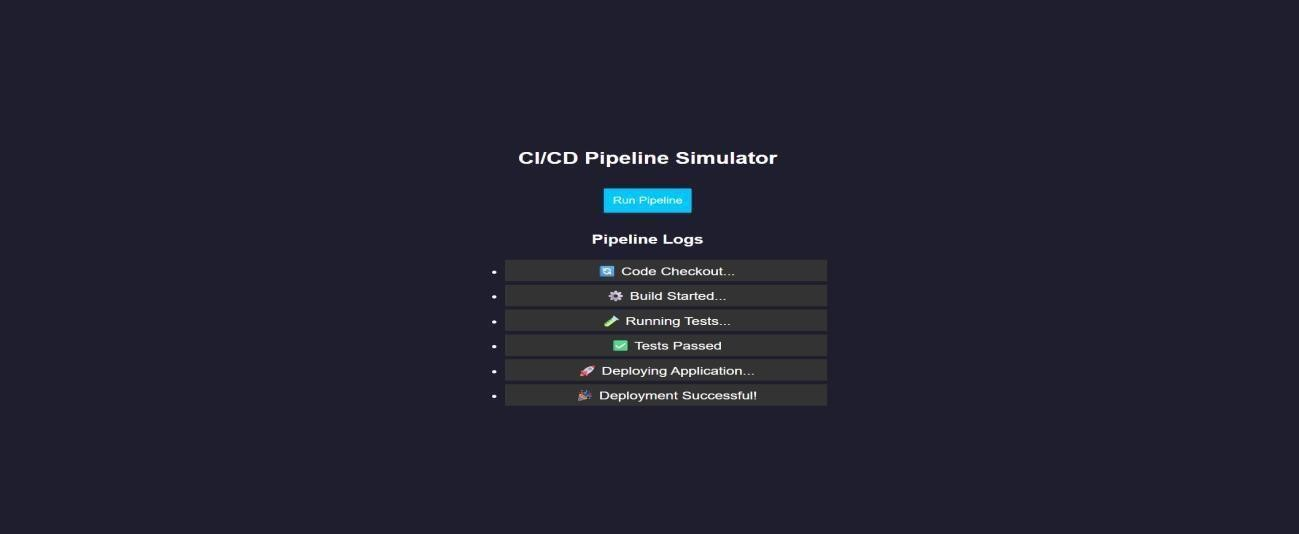 CI/CD Pipeline Simulator
Run Pipeline
Pipeline Logs
🔄 Code Checkout...
⚙️ Build Started...
🧪 Running Tests...
✅ Tests Passed
🚀 Deploying Application...
🎉 Deployment Successful!